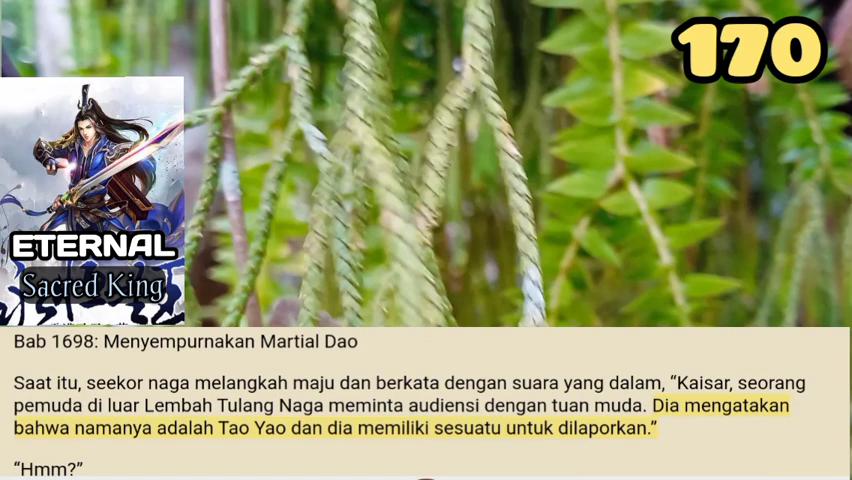 170
ETERNAL
Sacred King
Bab 1698: Menyempurnakan Martial Dao
Saat itu, seekor naga melangkah maju dan berkata dengan suara yang dalam, “Kaisar, seorang
pemuda di luar Lembah Tulang Naga meminta audiensi dengan tuan muda. Dia mengatakan
bahwa namanya adalah Tao Yao dan dia memiliki sesuatu untuk dilaporkan.”
“Hmm?”